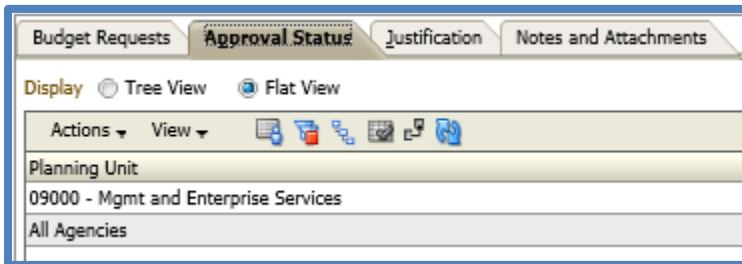 Budget Requests Approval Status Justification Notes and Attachments
Display Tree View Flat View
Actions View
Planning Unit
09000 - Mgmt and Enterprise Services
All Agencies